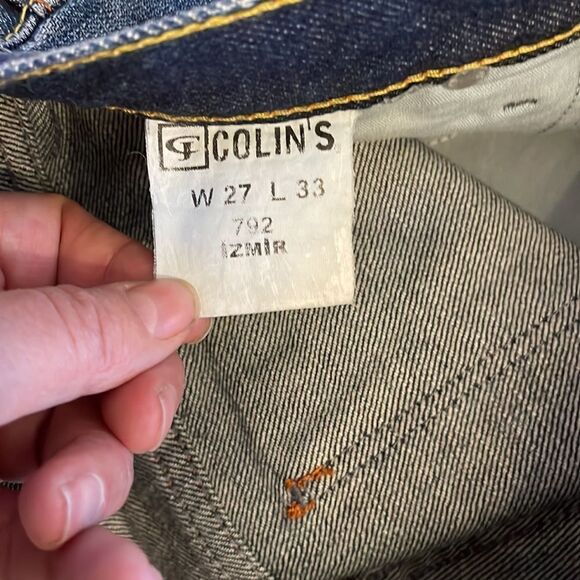 COLIN'S
W 27 L 33
792
İZMİR